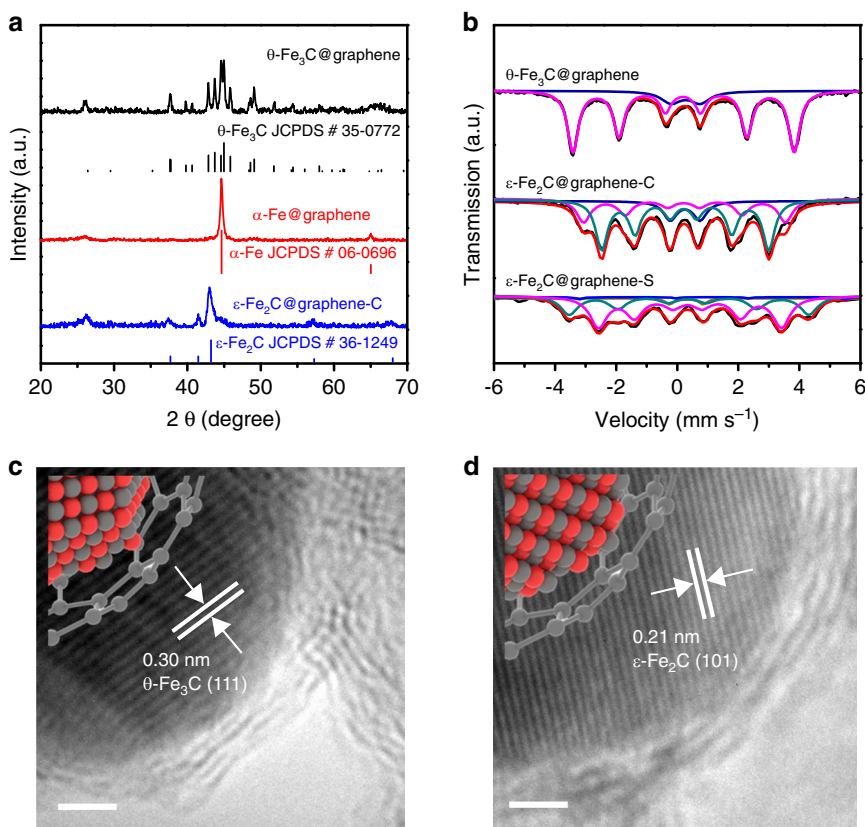 a
θ-Fe3C@graphene
θ-Fe3C JCPDS # 35-0772
α-Fe@graphene
α-Fe JCPDS # 06-0696
ε-Fe2C@graphene-C
ε-Fe2C JCPDS # 36-1249
Intensity (a.u.)
20 30 40 50 60 70
2 θ (degree)
b
θ-Fe3C@graphene
ε-Fe2C@graphene-C
ε-Fe2C@graphene-S
Transmission (a.u.)
-6 -4 -2 0 2 4 6
Velocity (mm s–1)
c
0.30 nm
θ-Fe3C (111)
d
0.21 nm
ε-Fe2C (101)